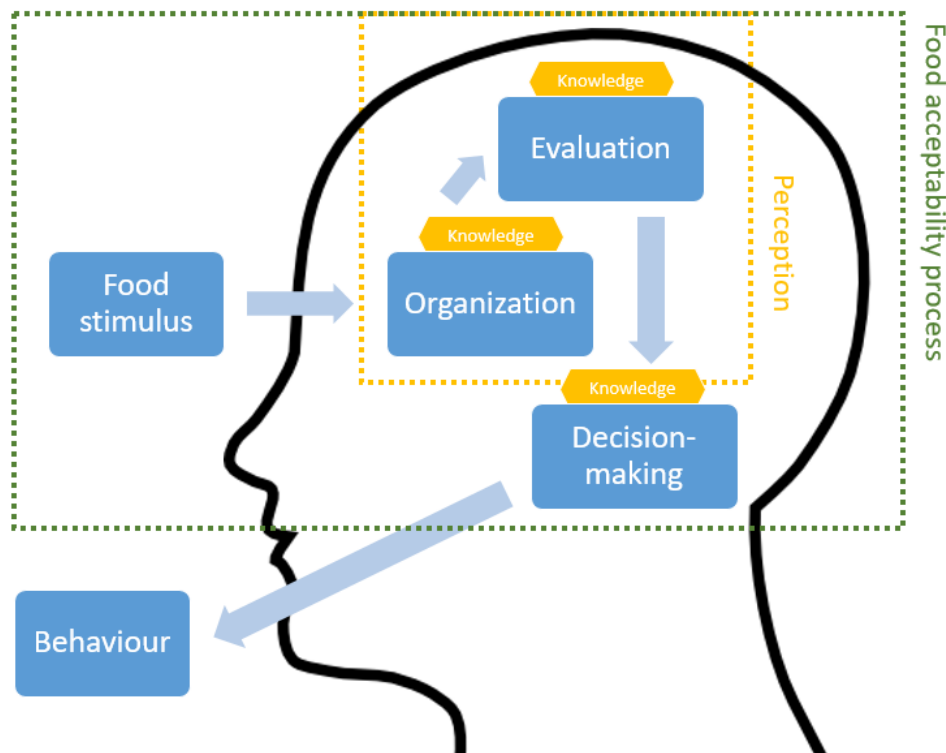 Food acceptability process
Perception
Knowledge
Evaluation
Knowledge
Organization
Food
stimulus
Knowledge
Decision-
making
Behaviour